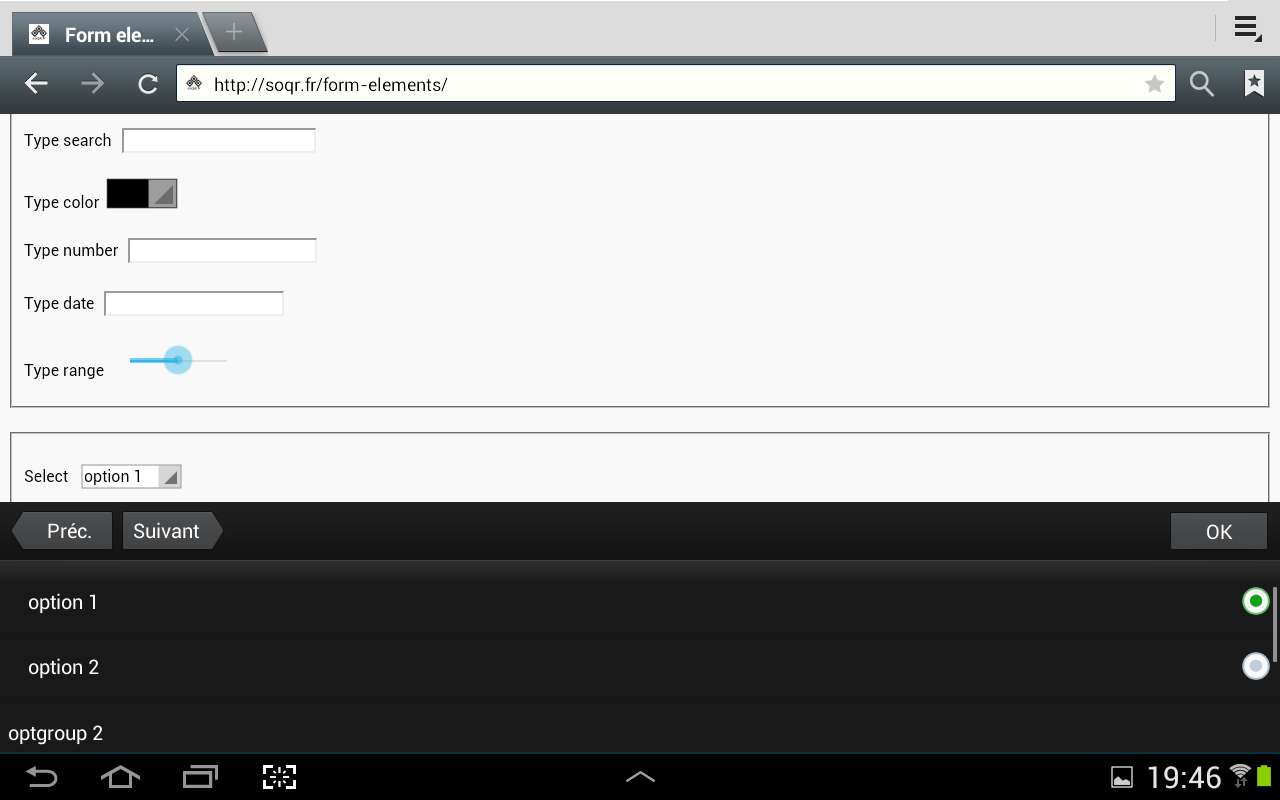 Form ele...
http://soqr.fr/form-elements/
Type search
Type color
Type number
Type date
Type range
Select option 1
Préc. Suivant OK
option 1
option 2
optgroup 2
19:46